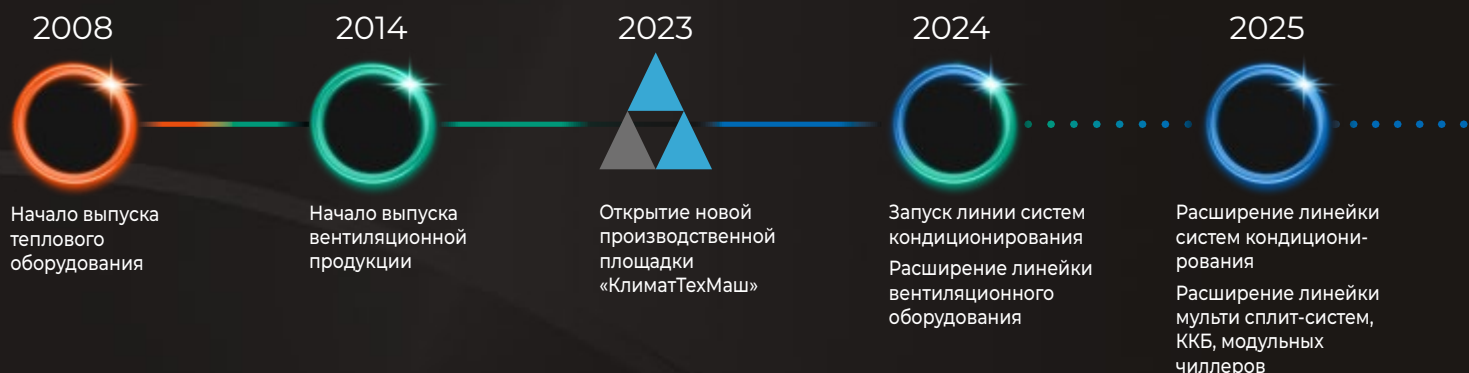 2008
Начало выпуска
теплового
оборудования
2014
Начало выпуска
вентиляционной
продукции
2023
Открытие новой
производственной
площадки
«КлиматТехМаш»
2024
Запуск линии систем
кондиционирования
Расширение линейки
вентиляционного
оборудования
2025
Расширение линейки
систем кондициони-
рования
Расширение линейки
мульти сплит-систем,
ККБ, модульных
чиллеров